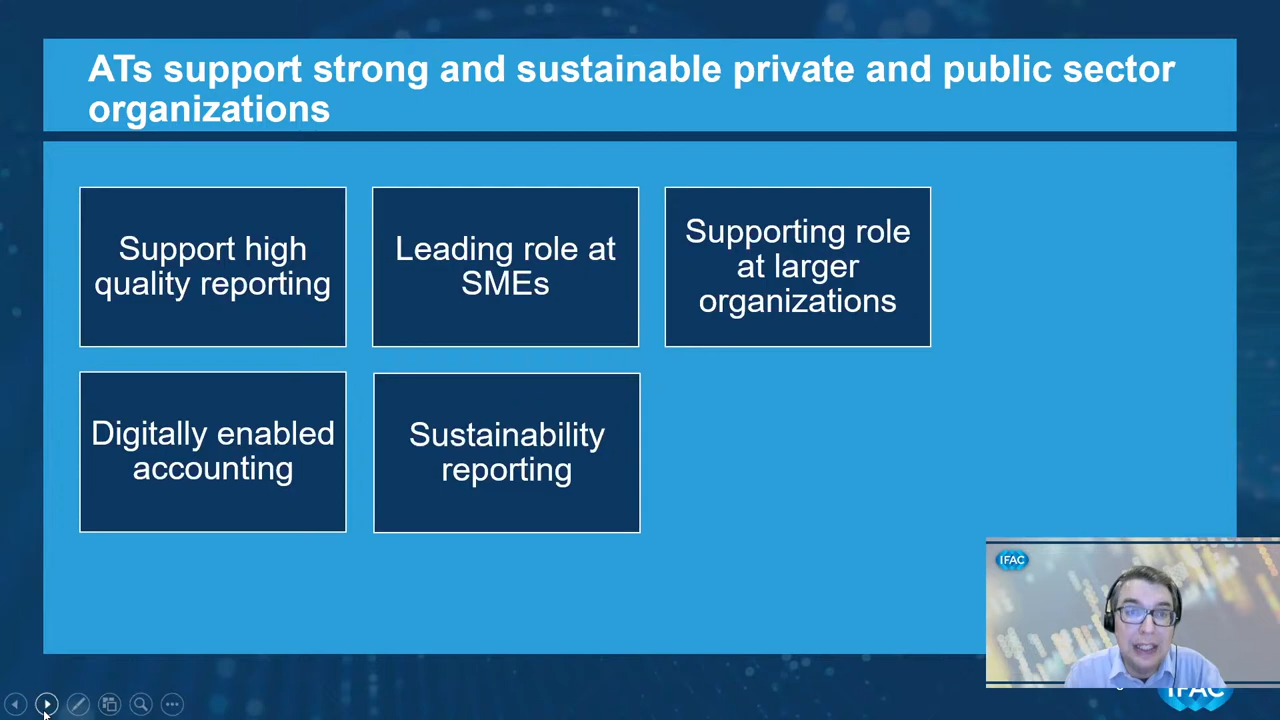 ATs support strong and sustainable private and public sector
organizations
Support high
quality reporting
Leading role at
SMEs
Supporting role
at larger
organizations
Digitally enabled
accounting
Sustainability
reporting
IFAC
IFAC